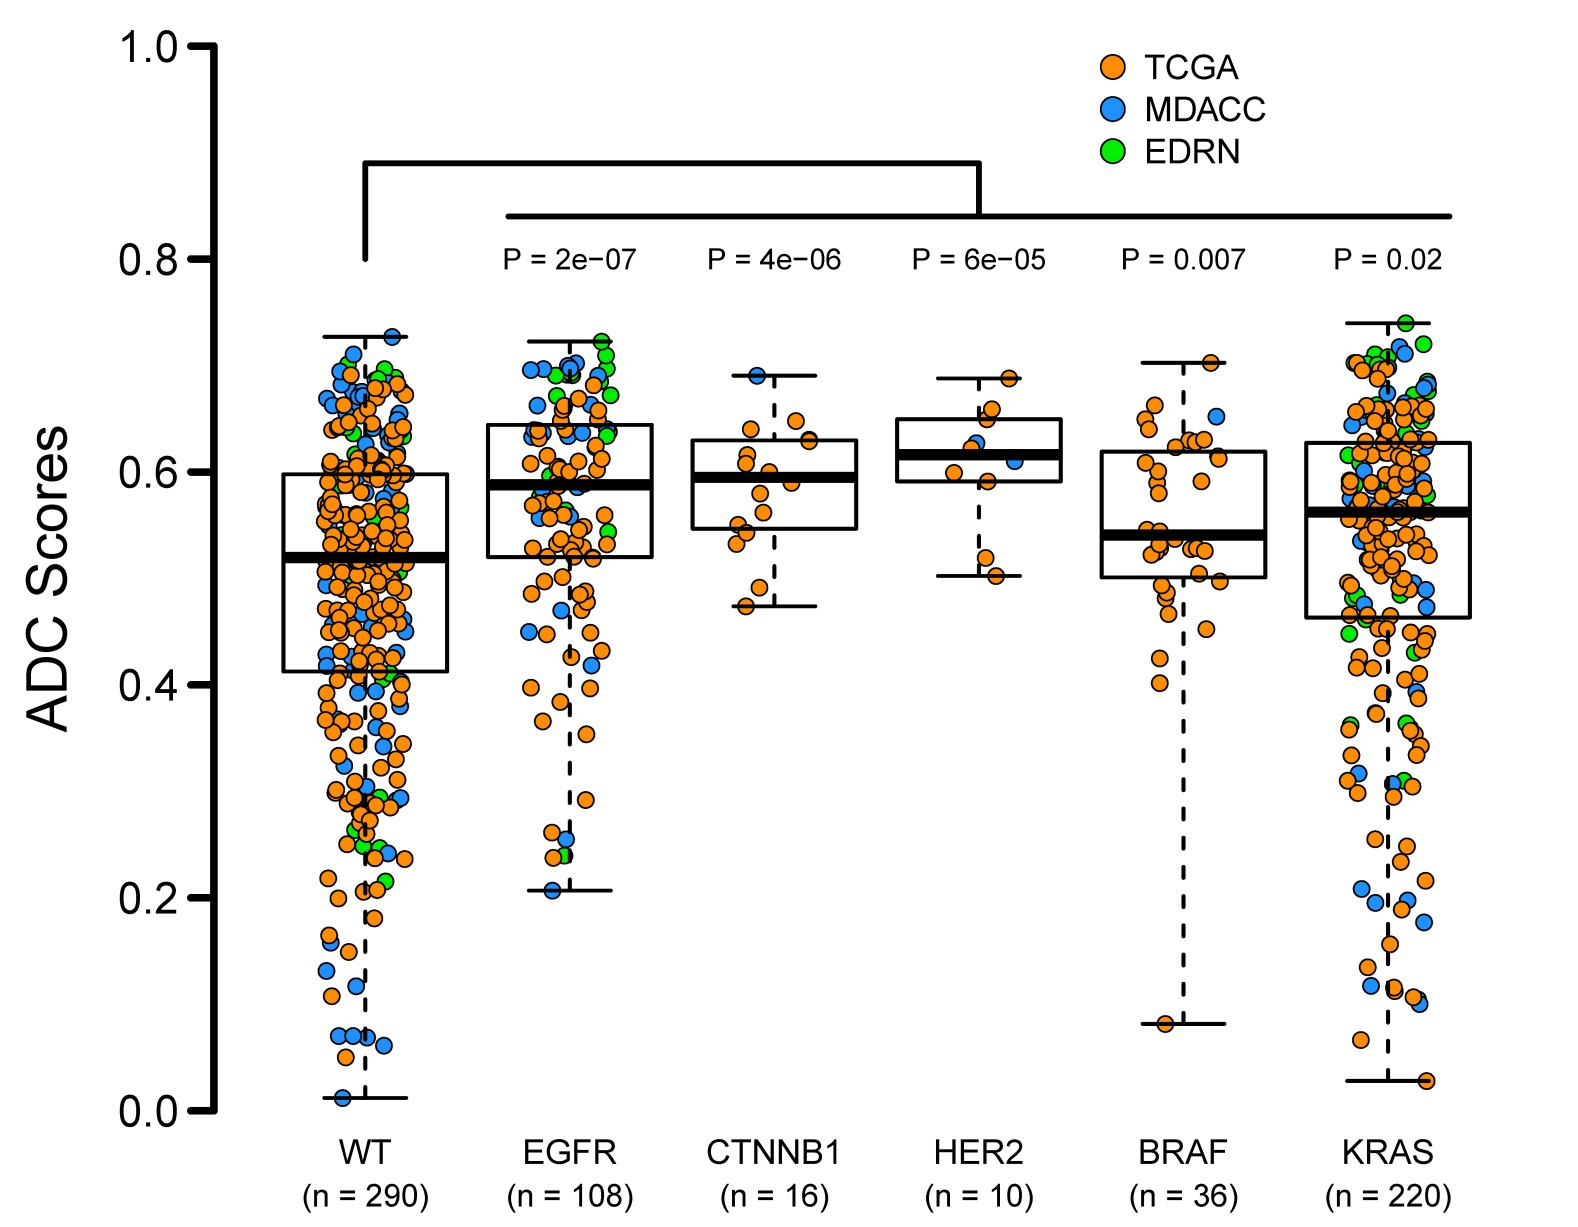 1.0
0.8
0.6
0.4
0.2
0.0
ADC Scores
TCGA
MDACC
EDRN
P = 2e−07
P = 4e−06
P = 6e−05
P = 0.007
P = 0.02
WT
(n = 290)
EGFR
(n = 108)
CTNNB1
(n = 16)
HER2
(n = 10)
BRAF
(n = 36)
KRAS
(n = 220)